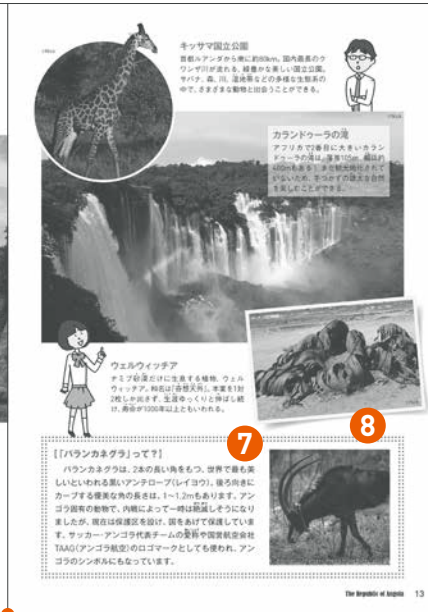 キッサマ国立公園
首都ルアンダから南に約80km。国内最長のク
ワンザ川が流れる、緑豊かな美しい国立公園。
サバナ、森、川、湿地帯などの多様な生態系の
中で、さまざまな動物と出会うことができる。
カランドゥーラの滝
アフリカで2番目に大きいカラン
ドゥーラの滝は、落差105m、幅は約
400mもある！まだ観光地化されて
いないため、手つかずの雄大な自然
を楽しむことができる。
ウェルウィッチア
ナミブ砂漠だけに生息する植物、ウェル
ウィッチア。和名は「奇想天外」。本葉を1対
2枚しか出さず、生涯ゆっくりと伸ばし続
け、寿命が1000年以上ともいわれる。
7
8
【「パランカネグラ」って？】
パランカネグラは、2本の長い角をもつ、世界で最も美
しいといわれる黒いアンテロープ（レイヨウ）。後ろ向きに
カーブする優美な角の長さは、1〜1.2mもあります。アン
ゴラ固有の動物で、内戦によって一時は絶滅しそうになり
ましたが、現在は保護区を設け、国をあげて保護していま
す。サッカー・アンゴラ代表チームの愛称や国営航空会社
TAAG（アンゴラ航空）のロゴマークとしても使われ、アン
ゴラのシンボルにもなっています。
The Republic of Angola 13